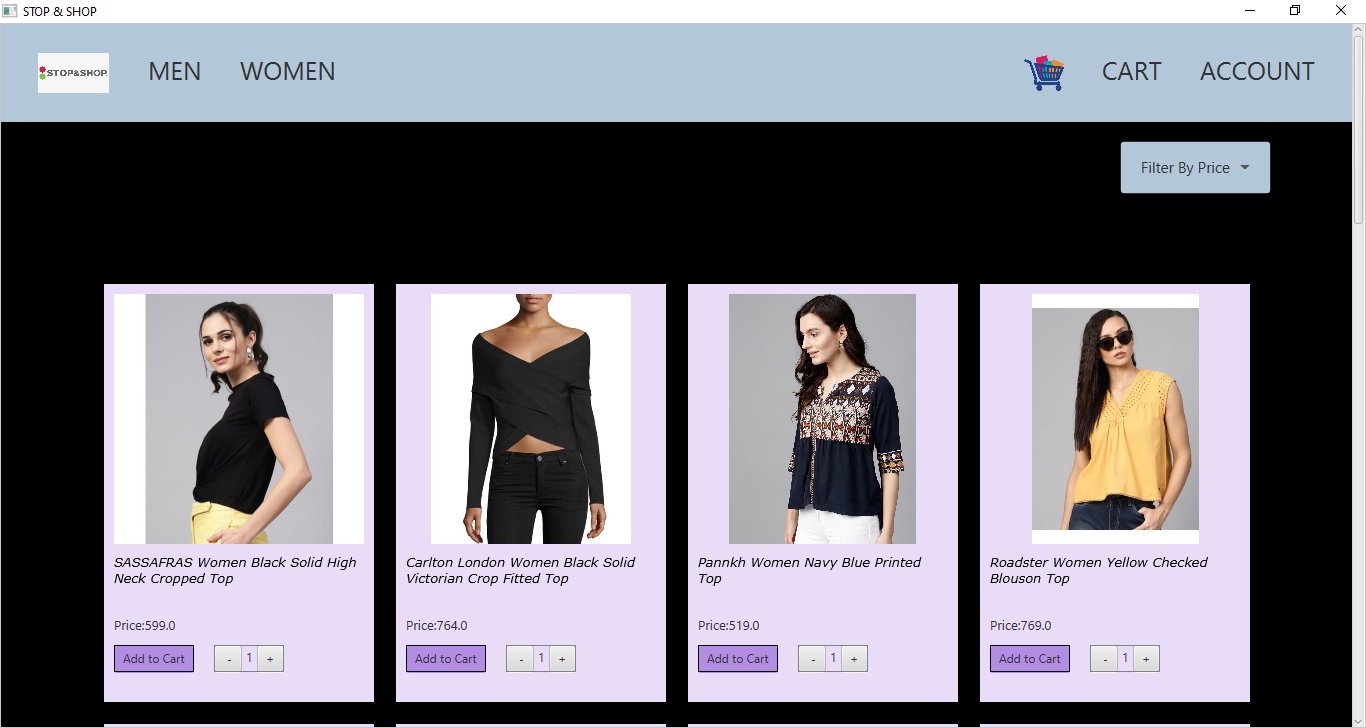 STOP & SHOP
STOP&SHOP
MEN
WOMEN
CART
ACCOUNT
Filter By Price
SASSAFRAS Women Black Solid High
Neck Cropped Top
Price:599.0
Add to Cart
- 1 +
Carlton London Women Black Solid
Victorian Crop Fitted Top
Price:764.0
Add to Cart
- 1 +
Pannkh Women Navy Blue Printed
Top
Price:519.0
Add to Cart
- 1 +
Roadster Women Yellow Checked
Blouson Top
Price:769.0
Add to Cart
- 1 +